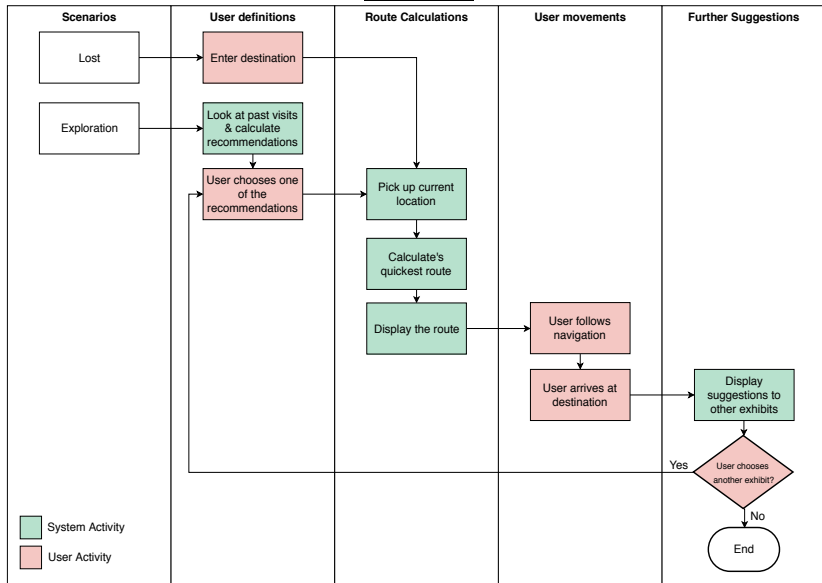 Scenarios
User definitions
Route Calculations
User movements
Further Suggestions
Lost
Enter destination
Exploration
Look at past visits
& calculate
recommendations
User chooses one
of the
recommendations
Pick up current
location
Calculate's
quickest route
Display the route
User follows
navigation
User arrives at
destination
Display
suggestions to
other exhibits
User chooses
another exhibit?
Yes
No
End
System Activity
User Activity